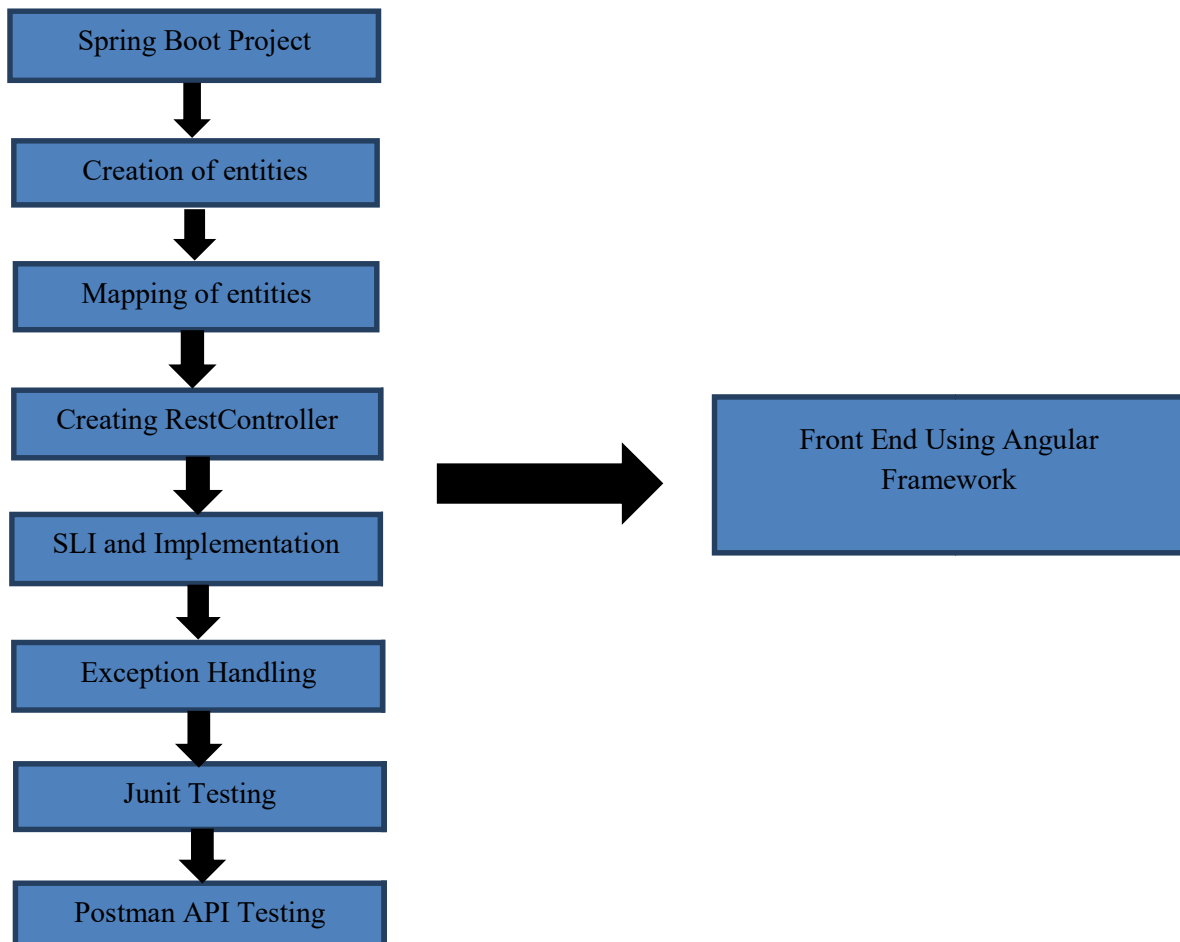 Spring Boot Project
Creation of entities
Mapping of entities
Creating RestController
SLI and Implementation
Exception Handling
Junit Testing
Postman API Testing
Front End Using Angular
Framework